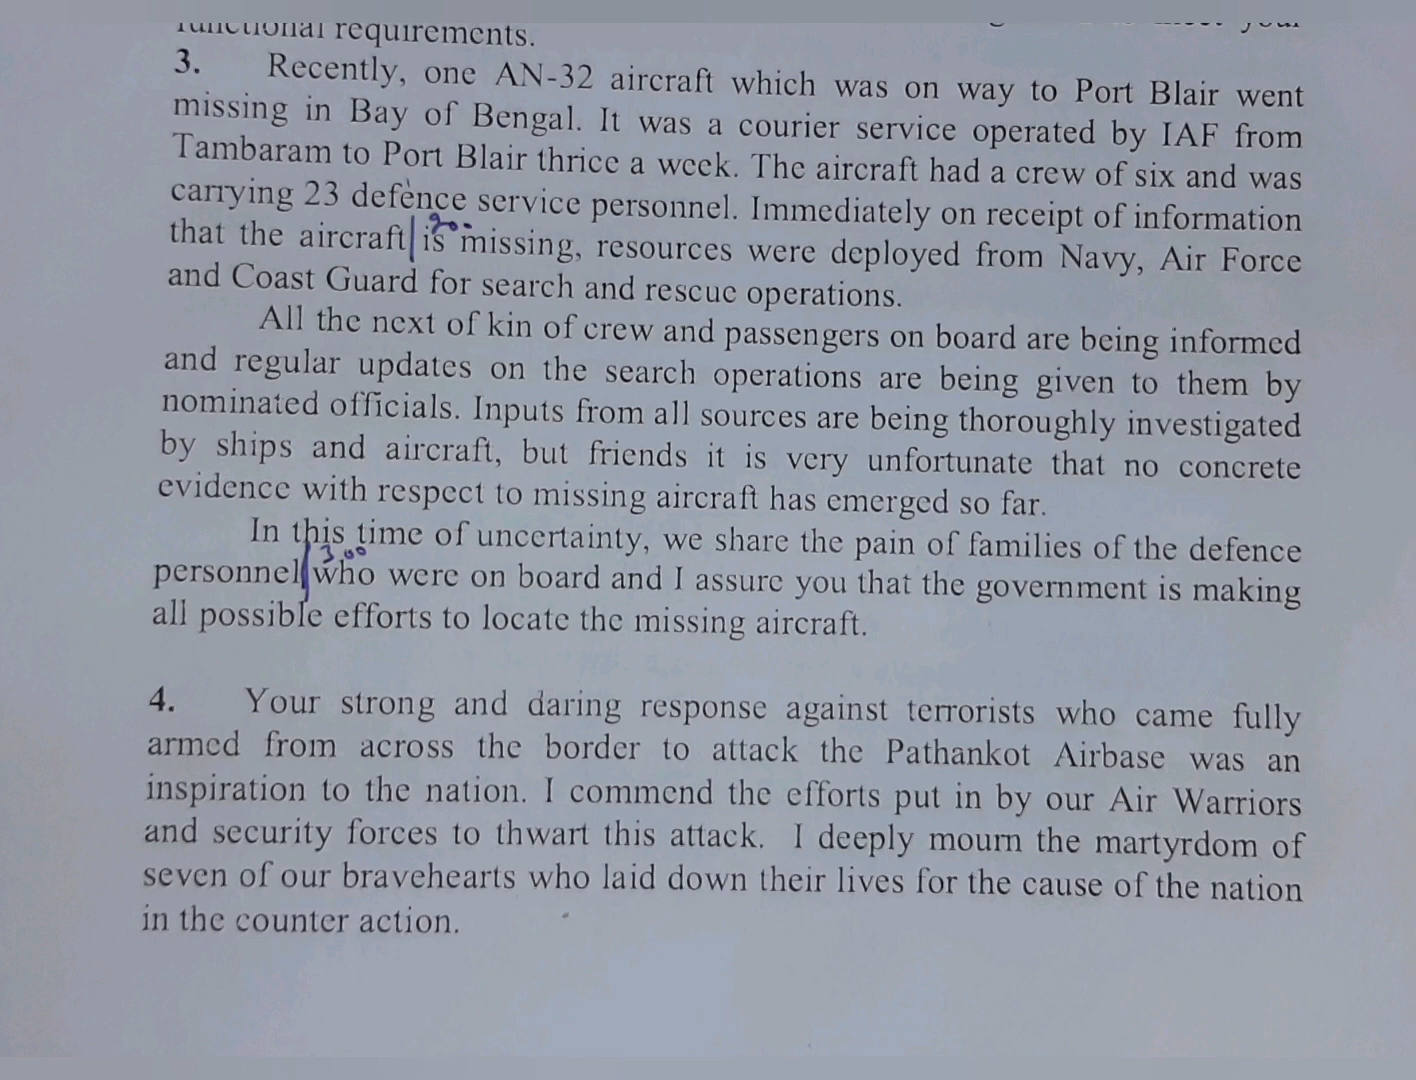 functional requirements. your
3. Recently, one AN-32 aircraft which was on way to Port Blair went
missing in Bay of Bengal. It was a courier service operated by IAF from
Tambaram to Port Blair thrice a week. The aircraft had a crew of six and was
carrying 23 defence service personnel. Immediately on receipt of information
that the aircraft is missing, resources were deployed from Navy, Air Force
and Coast Guard for search and rescue operations.
All the next of kin of crew and passengers on board are being informed
and regular updates on the search operations are being given to them by
nominated officials. Inputs from all sources are being thoroughly investigated
by ships and aircraft, but friends it is very unfortunate that no concrete
evidence with respect to missing aircraft has emerged so far.
In this time of uncertainty, we share the pain of families of the defence
3.00
personnel who were on board and I assure you that the government is making
all possible efforts to locate the missing aircraft.
4. Your strong and daring response against terrorists who came fully
armed from across the border to attack the Pathankot Airbase was an
inspiration to the nation. I commend the efforts put in by our Air Warriors
and security forces to thwart this attack. I deeply mourn the martyrdom of
seven of our bravehearts who laid down their lives for the cause of the nation
in the counter action.